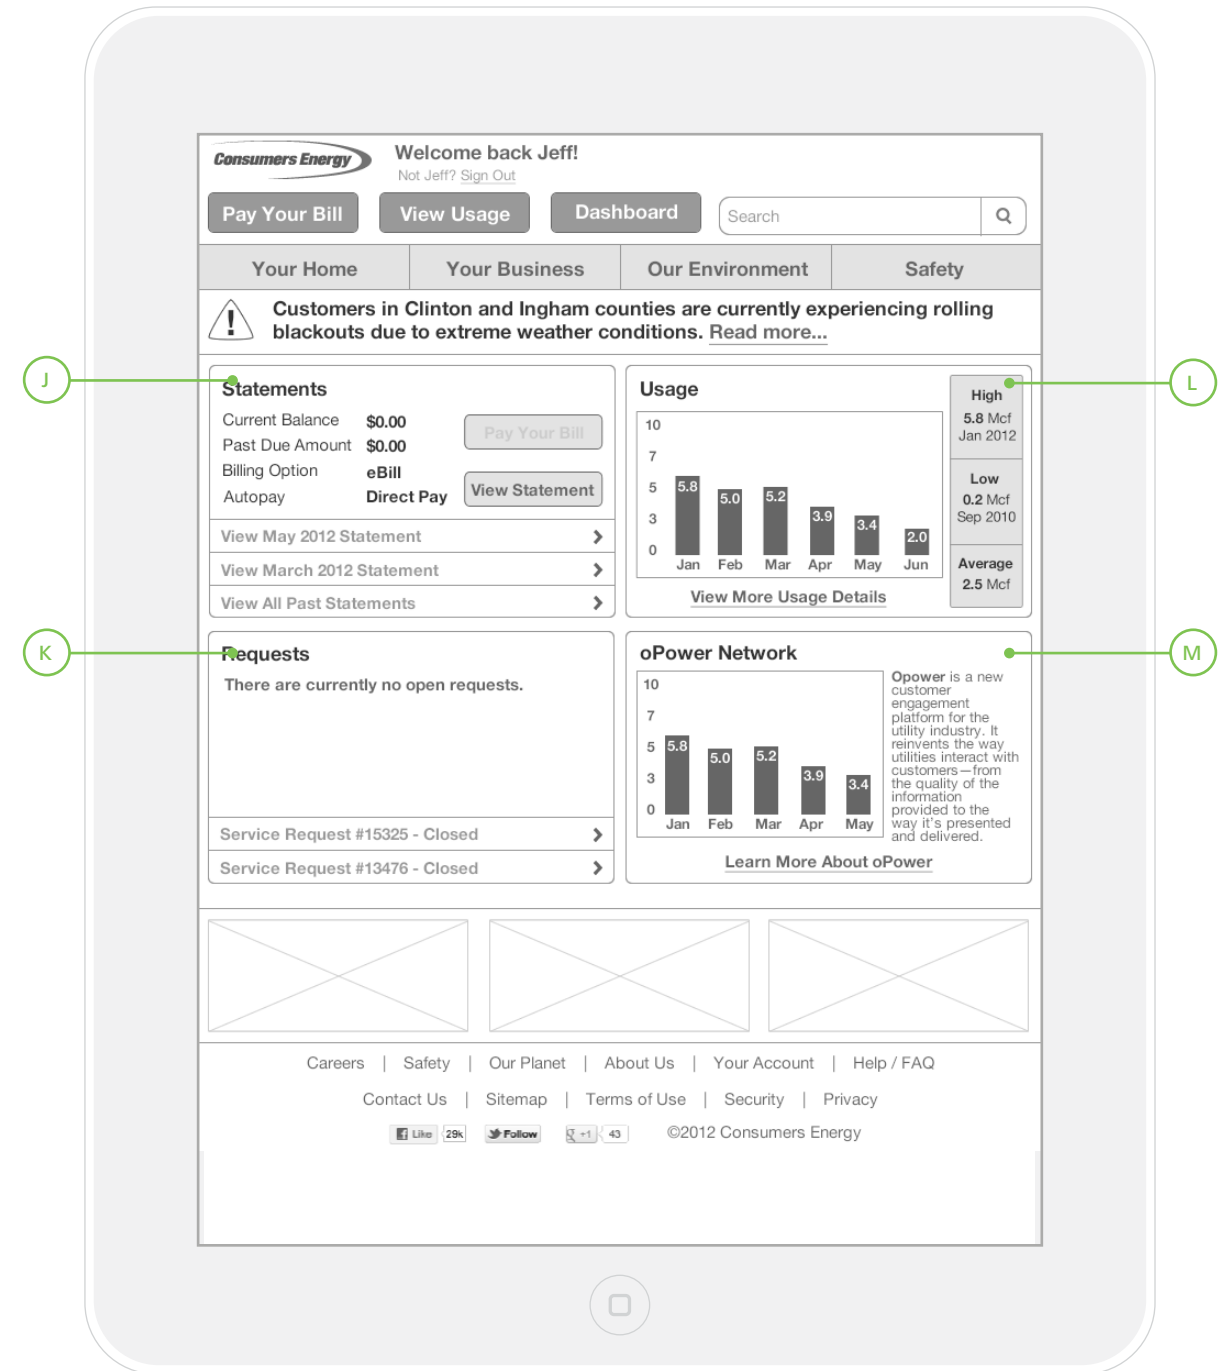 Consumers Energy
Welcome back Jeff!
Not Jeff? Sign Out
Pay Your Bill
View Usage
Dashboard
Search
Your Home
Your Business
Our Environment
Safety
Customers in Clinton and Ingham counties are currently experiencing rolling
blackouts due to extreme weather conditions. Read more...
J
Statements
Current Balance $0.00
Past Due Amount $0.00
Billing Option eBill
Autopay Direct Pay
Pay Your Bill
View Statement
View May 2012 Statement
View March 2012 Statement
View All Past Statements
L
Usage
10
7
5
3
0
5.8
5.0
5.2
3.9
3.4
2.0
Jan Feb Mar Apr May Jun
View More Usage Details
High
5.8 Mcf
Jan 2012
Low
0.2 Mcf
Sep 2010
Average
2.5 Mcf
K
Requests
There are currently no open requests.
Service Request #15325 - Closed
Service Request #13476 - Closed
M
oPower Network
10
7
5
3
0
5.8
5.0
5.2
3.9
3.4
Jan Feb Mar Apr May
Opower is a new
customer
engagement
platform for the
utility industry. It
reinvents the way
utilities interact with
customers—from
the quality of the
information
provided to the
way it's presented
and delivered.
Learn More About oPower
Careers | Safety | Our Planet | About Us | Your Account | Help / FAQ
Contact Us | Sitemap | Terms of Use | Security | Privacy
Like 29k Follow +1 43 ©2012 Consumers Energy